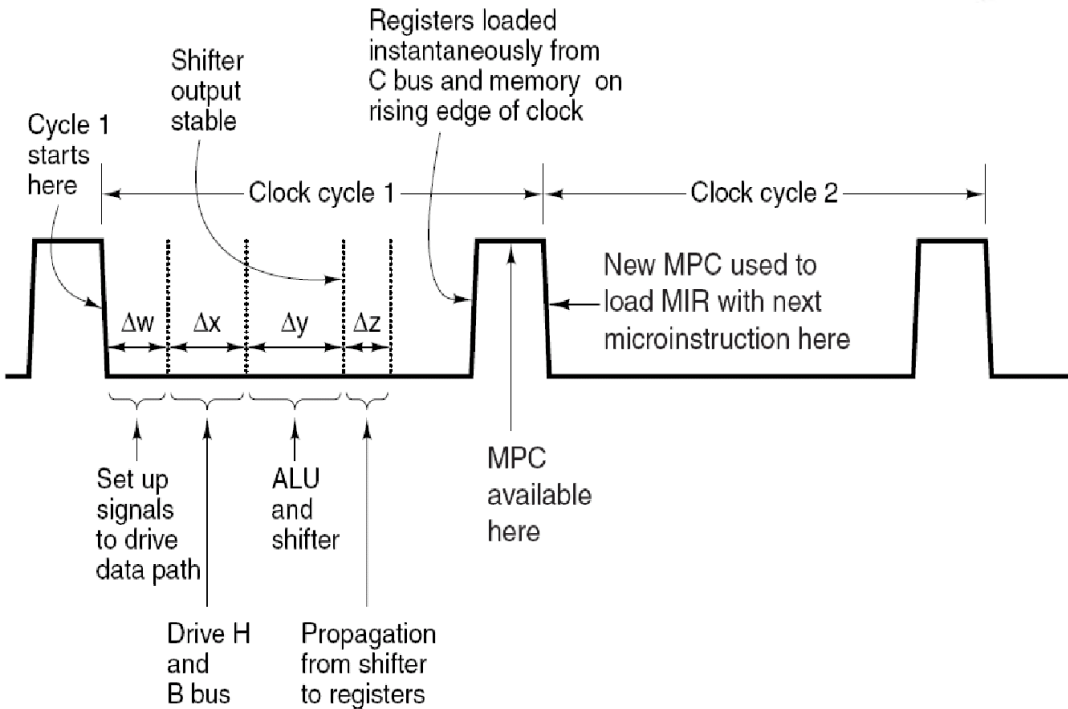 Registers loaded
instantaneously from
C bus and memory on
rising edge of clock
Shifter
output
stable
Cycle 1
starts
here
Clock cycle 1
Clock cycle 2
New MPC used to
load MIR with next
microinstruction here
Δw
Δx
Δy
Δz
Set up
signals
to drive
data path
ALU
and
shifter
MPC
available
here
Drive H
and
B bus
Propagation
from shifter
to registers